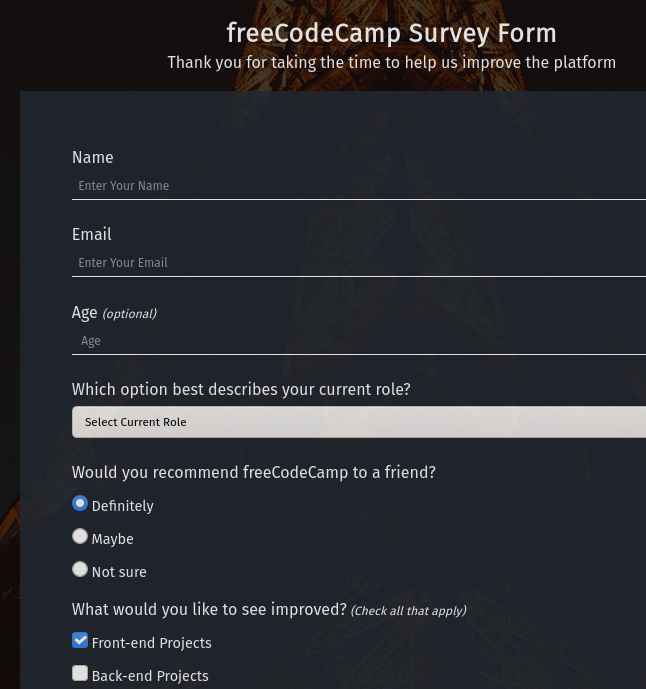 freeCodeCamp Survey Form
Thank you for taking the time to help us improve the platform
Name
Enter Your Name
Email
Enter Your Email
Age (optional)
Age
Which option best describes your current role?
Select Current Role
Would you recommend freeCodeCamp to a friend?
Definitely
Maybe
Not sure
What would you like to see improved? (Check all that apply)
Front-end Projects
Back-end Projects